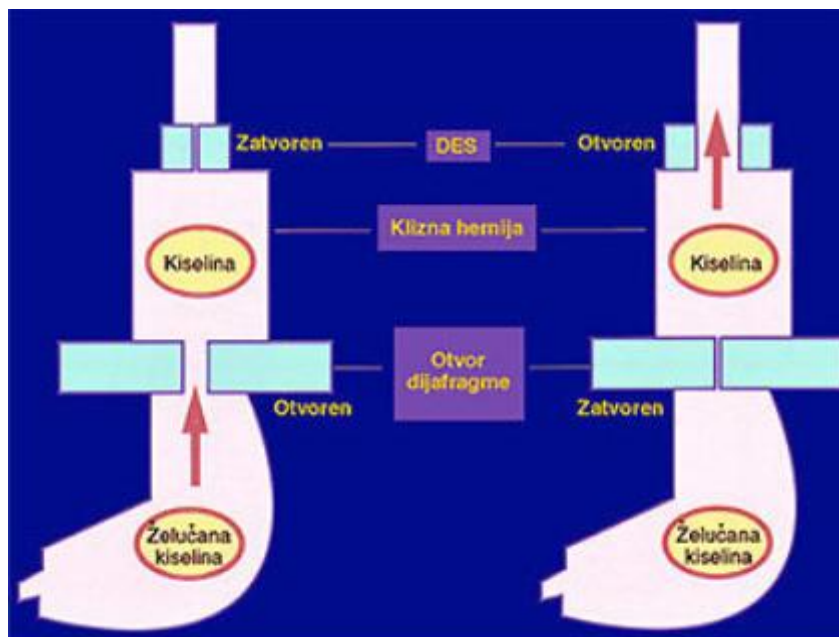 Zatvoren
DES
Otvoren
Klizna hernija
Kiselina
Kiselina
Otvor
dijafragme
Otvoren
Zatvoren
Želučana
kiselina
Želučana
kiselina